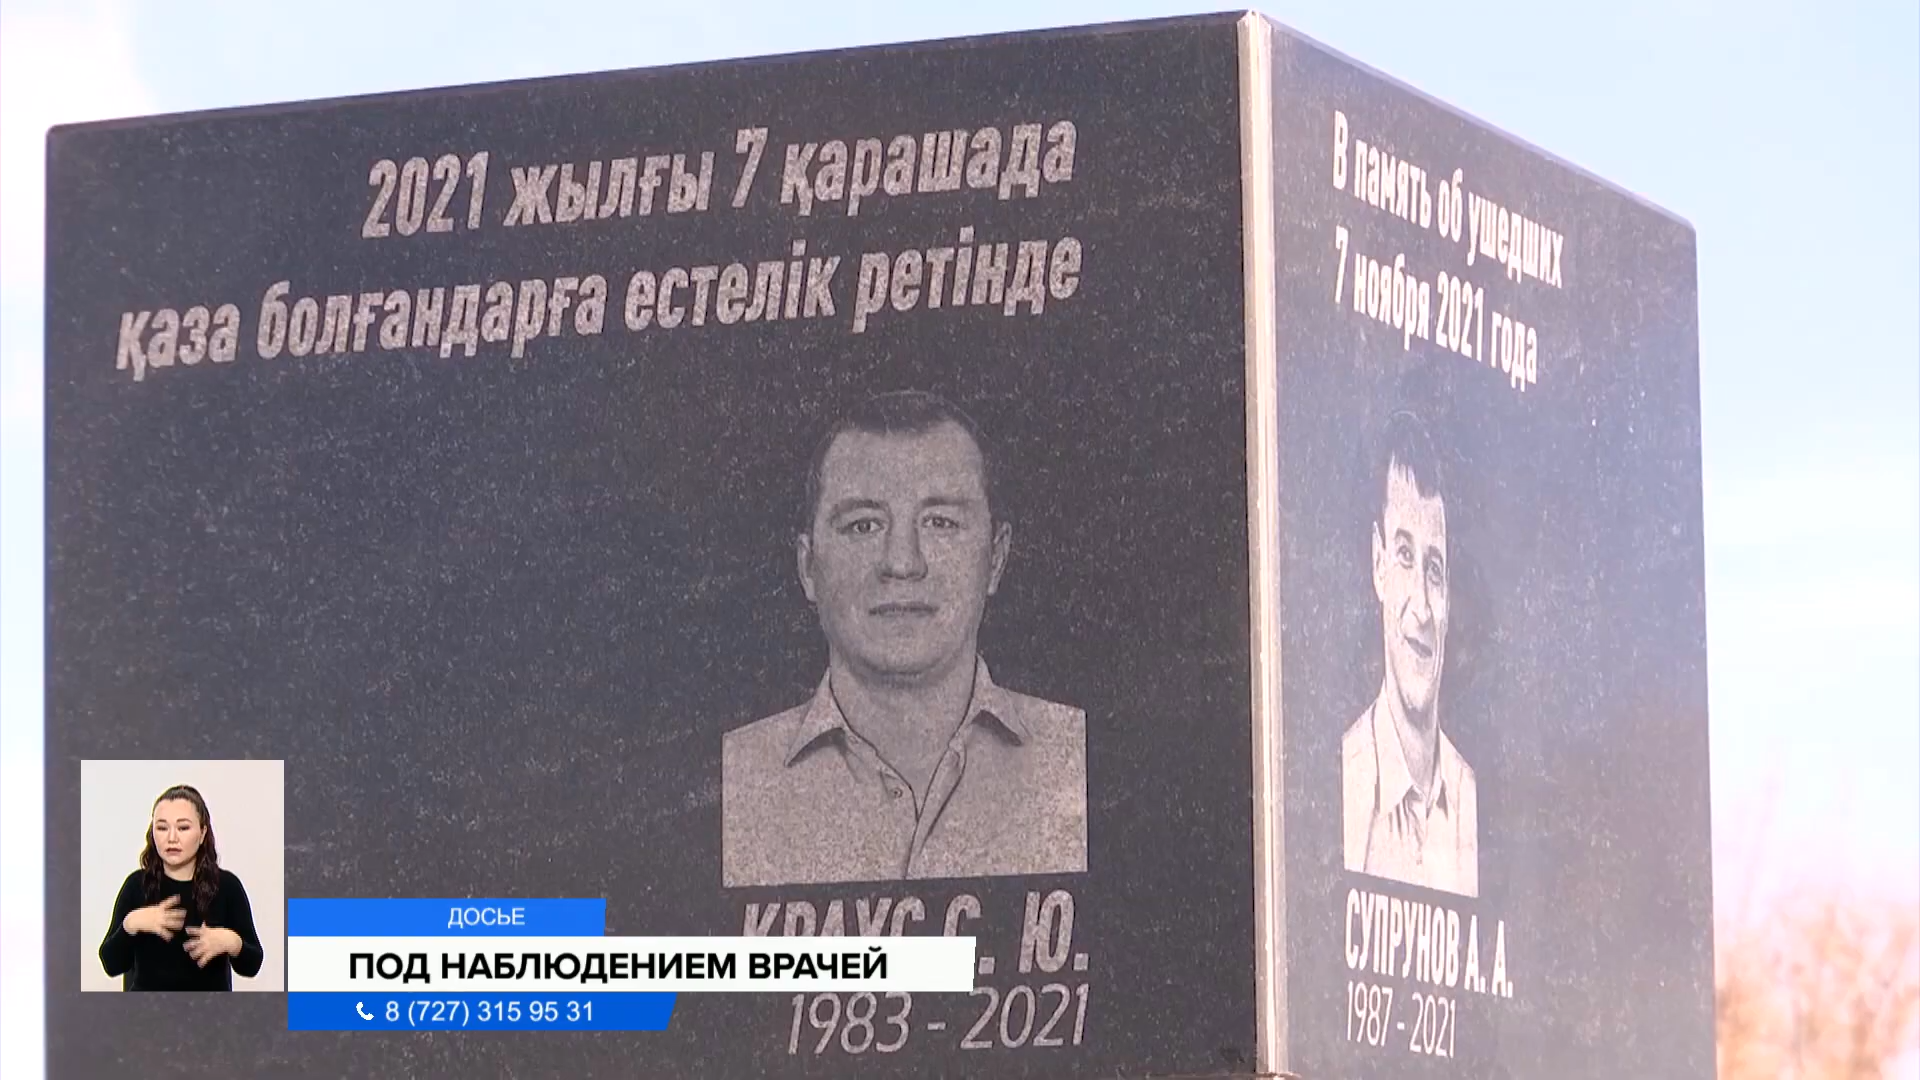 2021 жылғы 7 қарашада
қаза болғандарға естелік ретінде
КРАУС С. Ю.
1983 - 2021
В память об ушедших
7 ноября 2021 года
СУПРУНОВ А. А.
1987 - 2021
ДОСЬЕ
ПОД НАБЛЮДЕНИЕМ ВРАЧЕЙ
8 (727) 315 95 31